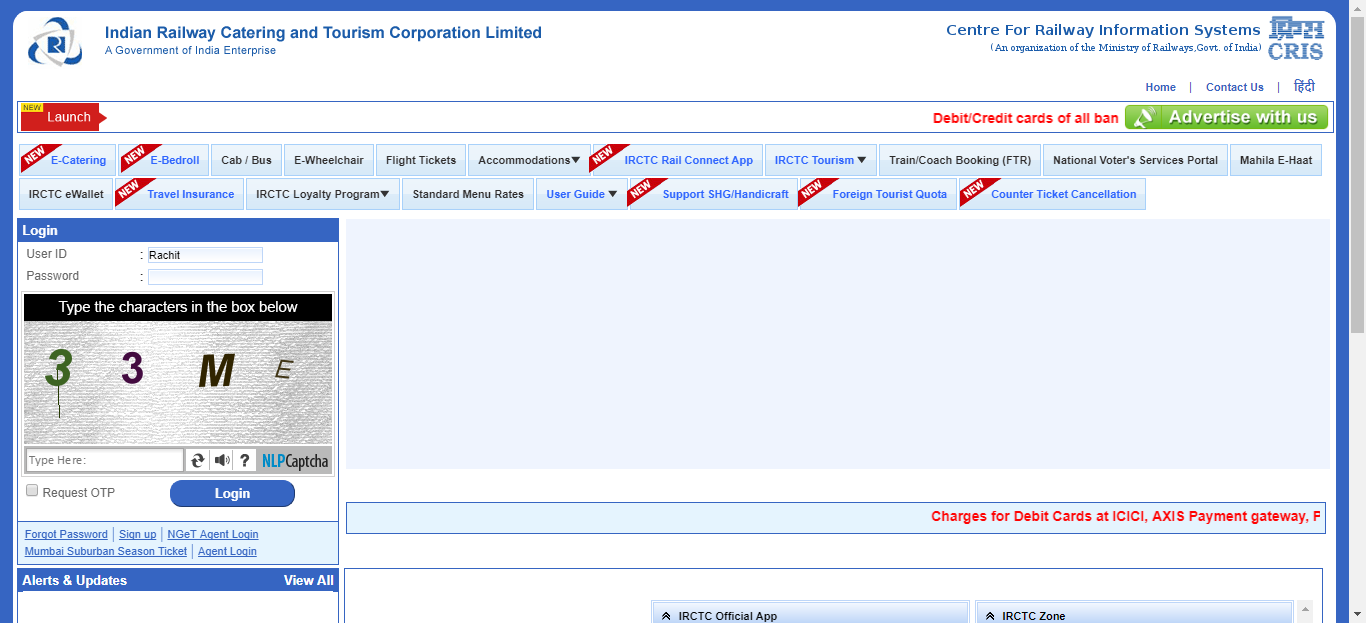 Indian Railway Catering and Tourism Corporation Limited
A Government of India Enterprise
Centre For Railway Information Systems
(An organization of the Ministry of Railways,Govt. of India)
CRIS
Home | Contact Us | हिंदी
NEW
Launch
Debit/Credit cards of all ban
Advertise with us
NEW E-Catering NEW E-Bedroll Cab / Bus E-Wheelchair Flight Tickets Accommodations▼ NEW IRCTC Rail Connect App IRCTC Tourism ▼ Train/Coach Booking (FTR) National Voter's Services Portal Mahila E-Haat
IRCTC eWallet NEW Travel Insurance IRCTC Loyalty Program▼ Standard Menu Rates User Guide ▼ NEW Support SHG/Handicraft NEW Foreign Tourist Quota NEW Counter Ticket Cancellation
Login
User ID : Rachit
Password :
Type the characters in the box below
3 3 M E
Type Here: ? NLPCaptcha
Request OTP Login
Forgot Password | Sign up | NGeT Agent Login
Mumbai Suburban Season Ticket | Agent Login
Charges for Debit Cards at ICICI, AXIS Payment gateway, F
Alerts & Updates View All
IRCTC Official App IRCTC Zone